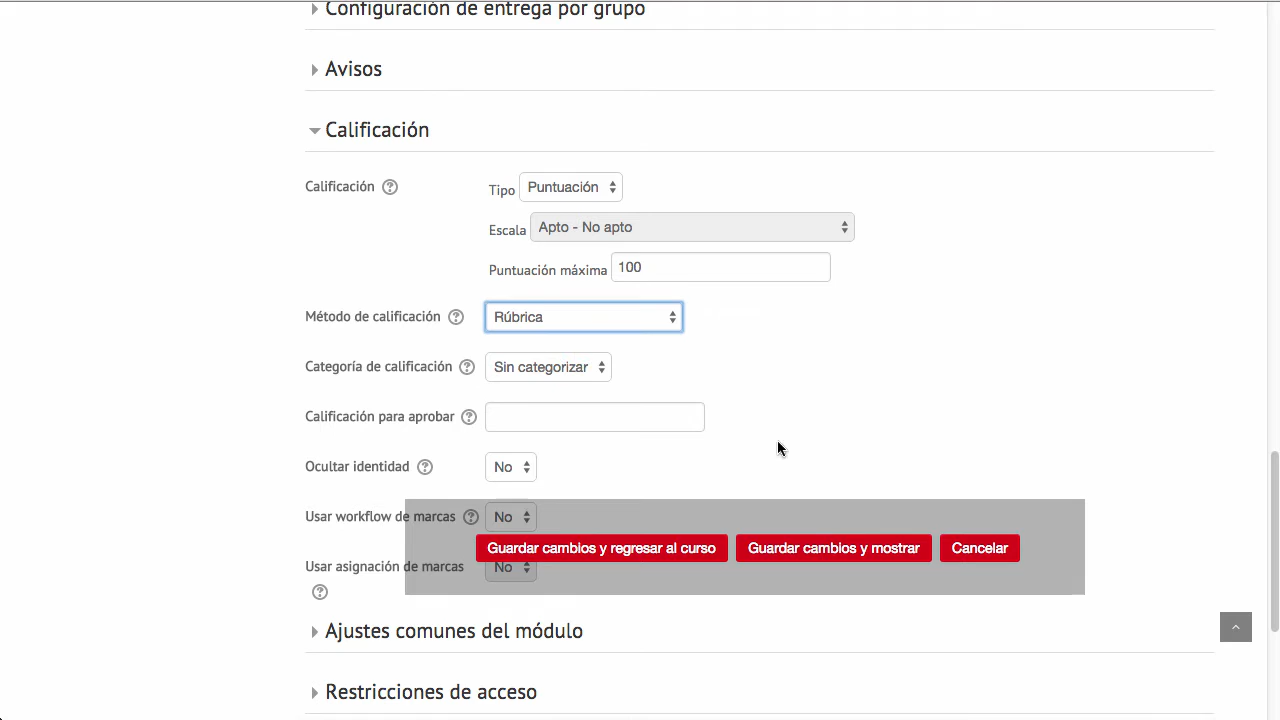 Configuración de entrega por grupo
Avisos
Calificación
Calificación
Tipo Puntuación
Escala Apto - No apto
Puntuación máxima 100
Método de calificación Rúbrica
Categoría de calificación Sin categorizar
Calificación para aprobar
Ocultar identidad No
Usar workflow de marcas No
Guardar cambios y regresar al curso Guardar cambios y mostrar Cancelar
Usar asignación de marcas No
Ajustes comunes del módulo
Restricciones de acceso